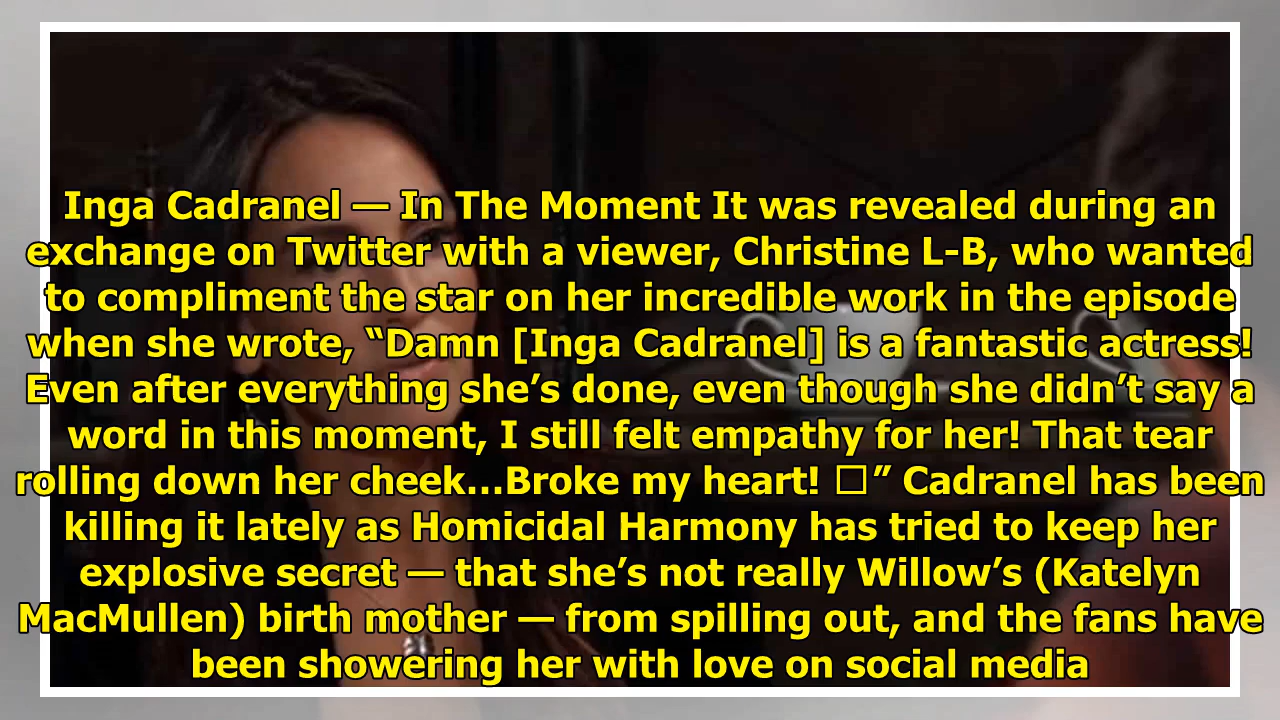 Inga Cadranel — In The Moment It was revealed during an
exchange on Twitter with a viewer, Christine L-B, who wanted
to compliment the star on her incredible work in the episode
when she wrote, “Damn [Inga Cadranel] is a fantastic actress!
Even after everything she’s done, even though she didn’t say a
word in this moment, I still felt empathy for her! That tear
rolling down her cheek…Broke my heart! □” Cadranel has been
killing it lately as Homicidal Harmony has tried to keep her
explosive secret — that she’s not really Willow’s (Katelyn
MacMullen) birth mother — from spilling out, and the fans have
been showering her with love on social media